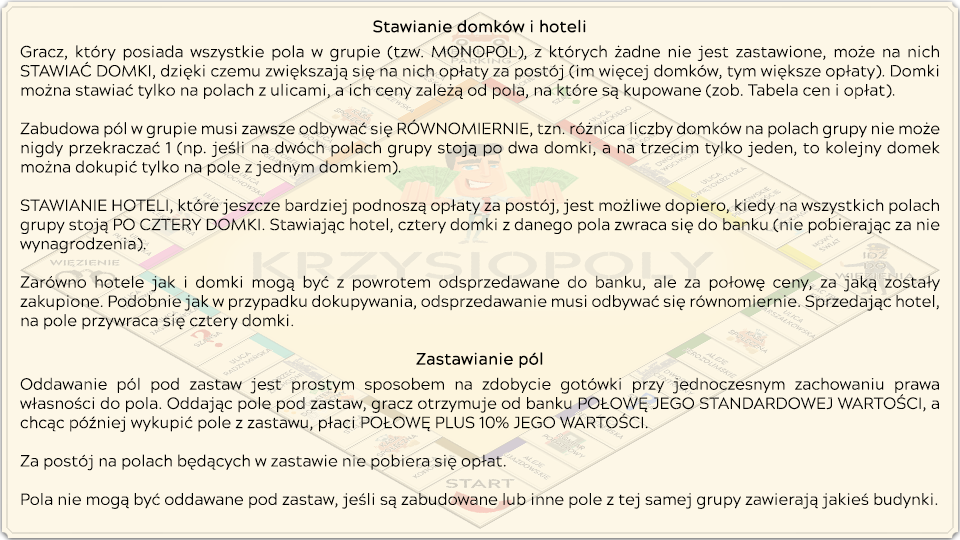 Stawianie domków i hoteli
Gracz, który posiada wszystkie pola w grupie (tzw. MONOPOL), z których żadne nie jest zastawione, może na nich
STAWIAĆ DOMKI, dzięki czemu zwiększają się na nich opłaty za postój (im więcej domków, tym większe opłaty). Domki
można stawiać tylko na polach z ulicami, a ich ceny zależą od pola, na które są kupowane (zob. Tabela cen i opłat).
Zabudowa pól w grupie musi zawsze odbywać się RÓWNOMIERNIE, tzn. różnica liczby domków na polach grupy nie może
nigdy przekraczać 1 (np. jeśli na dwóch polach grupy stoją po dwa domki, a na trzecim tylko jeden, to kolejny domek
można dokupić tylko na pole z jednym domkiem).
STAWIANIE HOTELI, które jeszcze bardziej podnoszą opłaty za postój, jest możliwe dopiero, kiedy na wszystkich polach
grupy stoją PO CZTERY DOMKI. Stawiając hotel, cztery domki z danego pola zwraca się do banku (nie pobierając za nie
wynagrodzenia).
WIĘZIENIE
KRZYSIOPOLY
IDŹ DO WIĘZIENIA
Zarówno hotele jak i domki mogą być z powrotem odsprzedawane do banku, ale za połowę ceny, za jaką zostały
zakupione. Podobnie jak w przypadku dokupywania, odsprzedawanie musi odbywać się równomiernie. Sprzedając hotel,
na pole przywraca się cztery domki.
Zastawianie pól
Oddawanie pól pod zastaw jest prostym sposobem na zdobycie gotówki przy jednoczesnym zachowaniu prawa
własności do pola. Oddając pole pod zastaw, gracz otrzymuje od banku POŁOWĘ JEGO STANDARDOWEJ WARTOŚCI, a
chcąc później wykupić pole z zastawu, płaci POŁOWĘ PLUS 10% JEGO WARTOŚCI.
Za postój na polach będących w zastawie nie pobiera się opłat.
START
Pola nie mogą być oddawane pod zastaw, jeśli są zabudowane lub inne pole z tej samej grupy zawierają jakieś budynki.